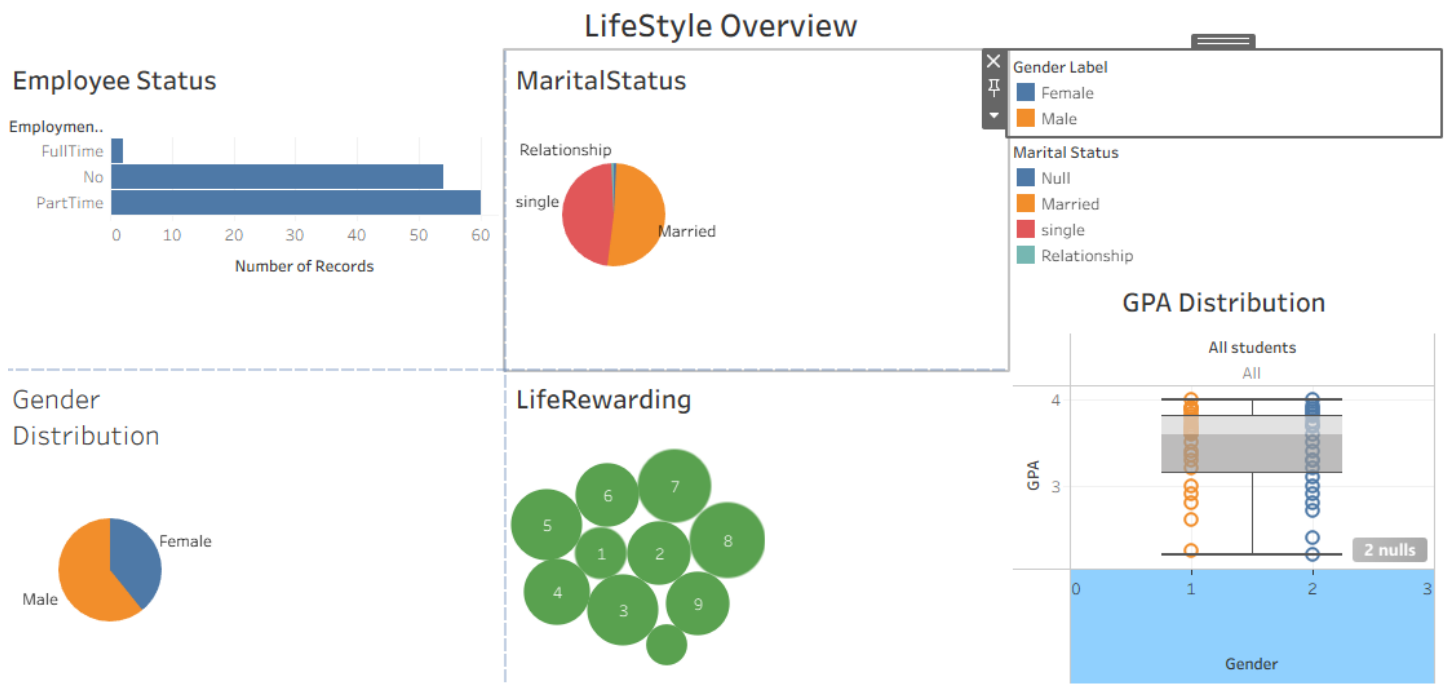 LifeStyle Overview
Employee Status
Employmen..
FullTime
No
PartTime
0 10 20 30 40 50 60
Number of Records
MaritalStatus
Relationship
single
Married
Gender Label
Female
Male
Marital Status
Null
Married
single
Relationship
Gender
Distribution
Female
Male
LifeRewarding
6
7
5
8
1
2
4
3
9
GPA Distribution
All students
All
4
GPA
3
2 nulls
0 1 2 3
Gender